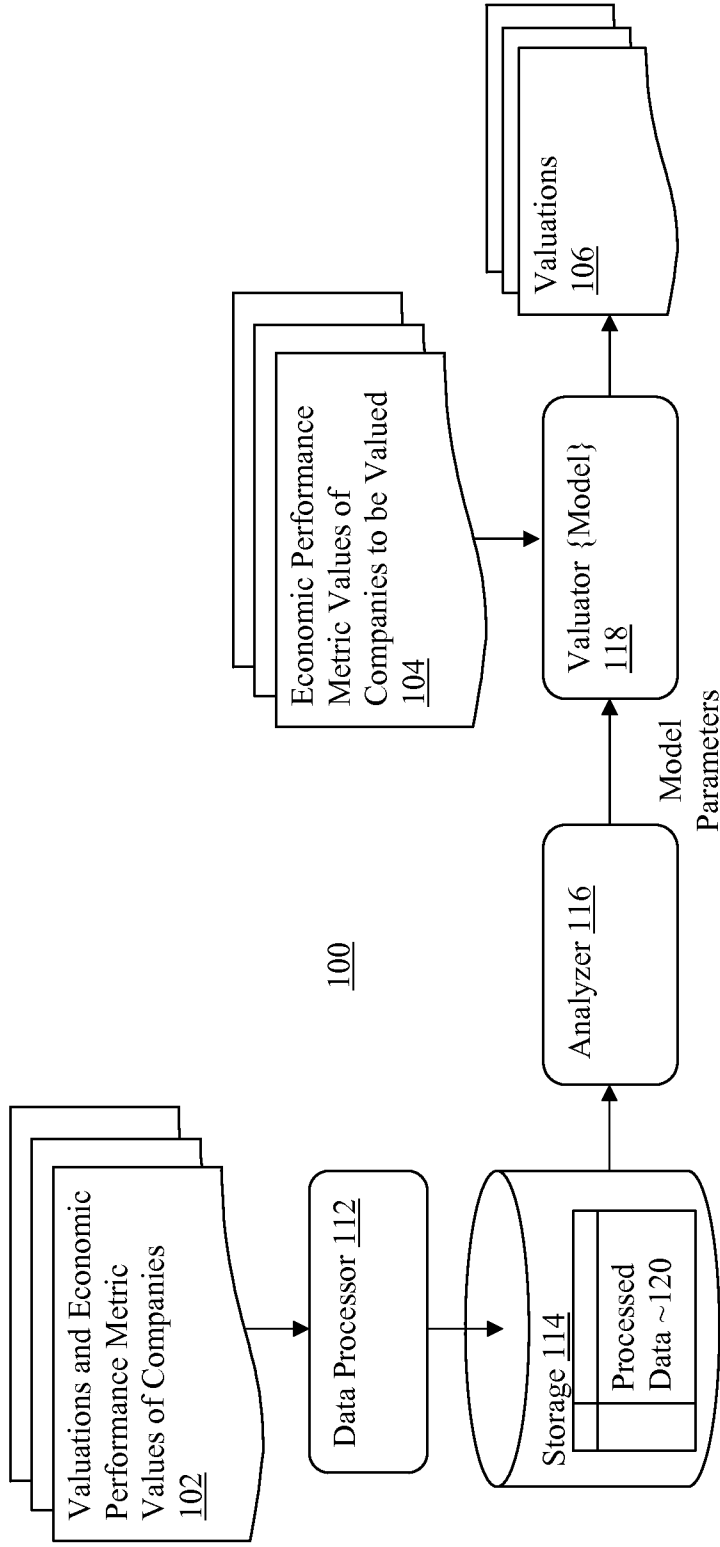 Valuations and Economic
Performance Metric
Values of Companies
102
Data Processor 112
Storage 114
Processed
Data ~120
100
Analyzer 116
Model
Parameters
Economic Performance
Metric Values of
Companies to be Valued
104
Valuator {Model}
118
Valuations
106